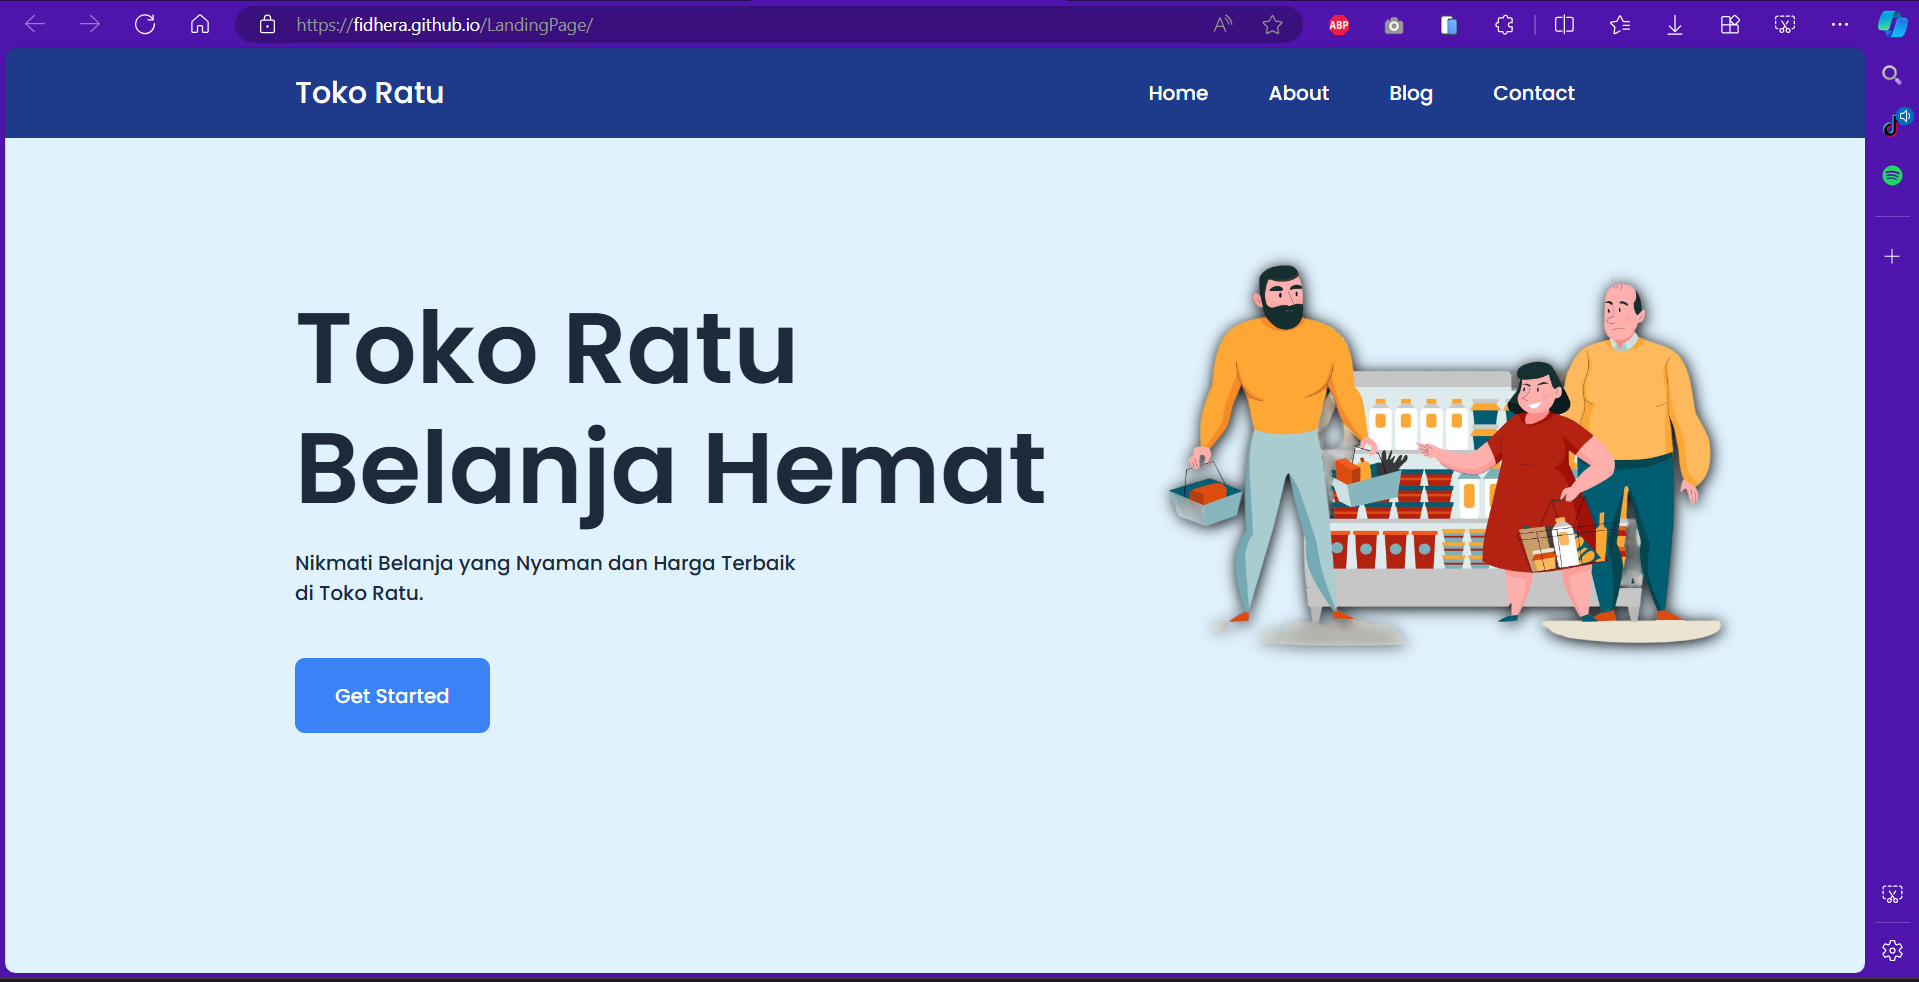 https://fidhera.github.io/LandingPage/
ABP
Toko Ratu
Home About Blog Contact
Toko Ratu
Belanja Hemat
Nikmati Belanja yang Nyaman dan Harga Terbaik
di Toko Ratu.
Get Started